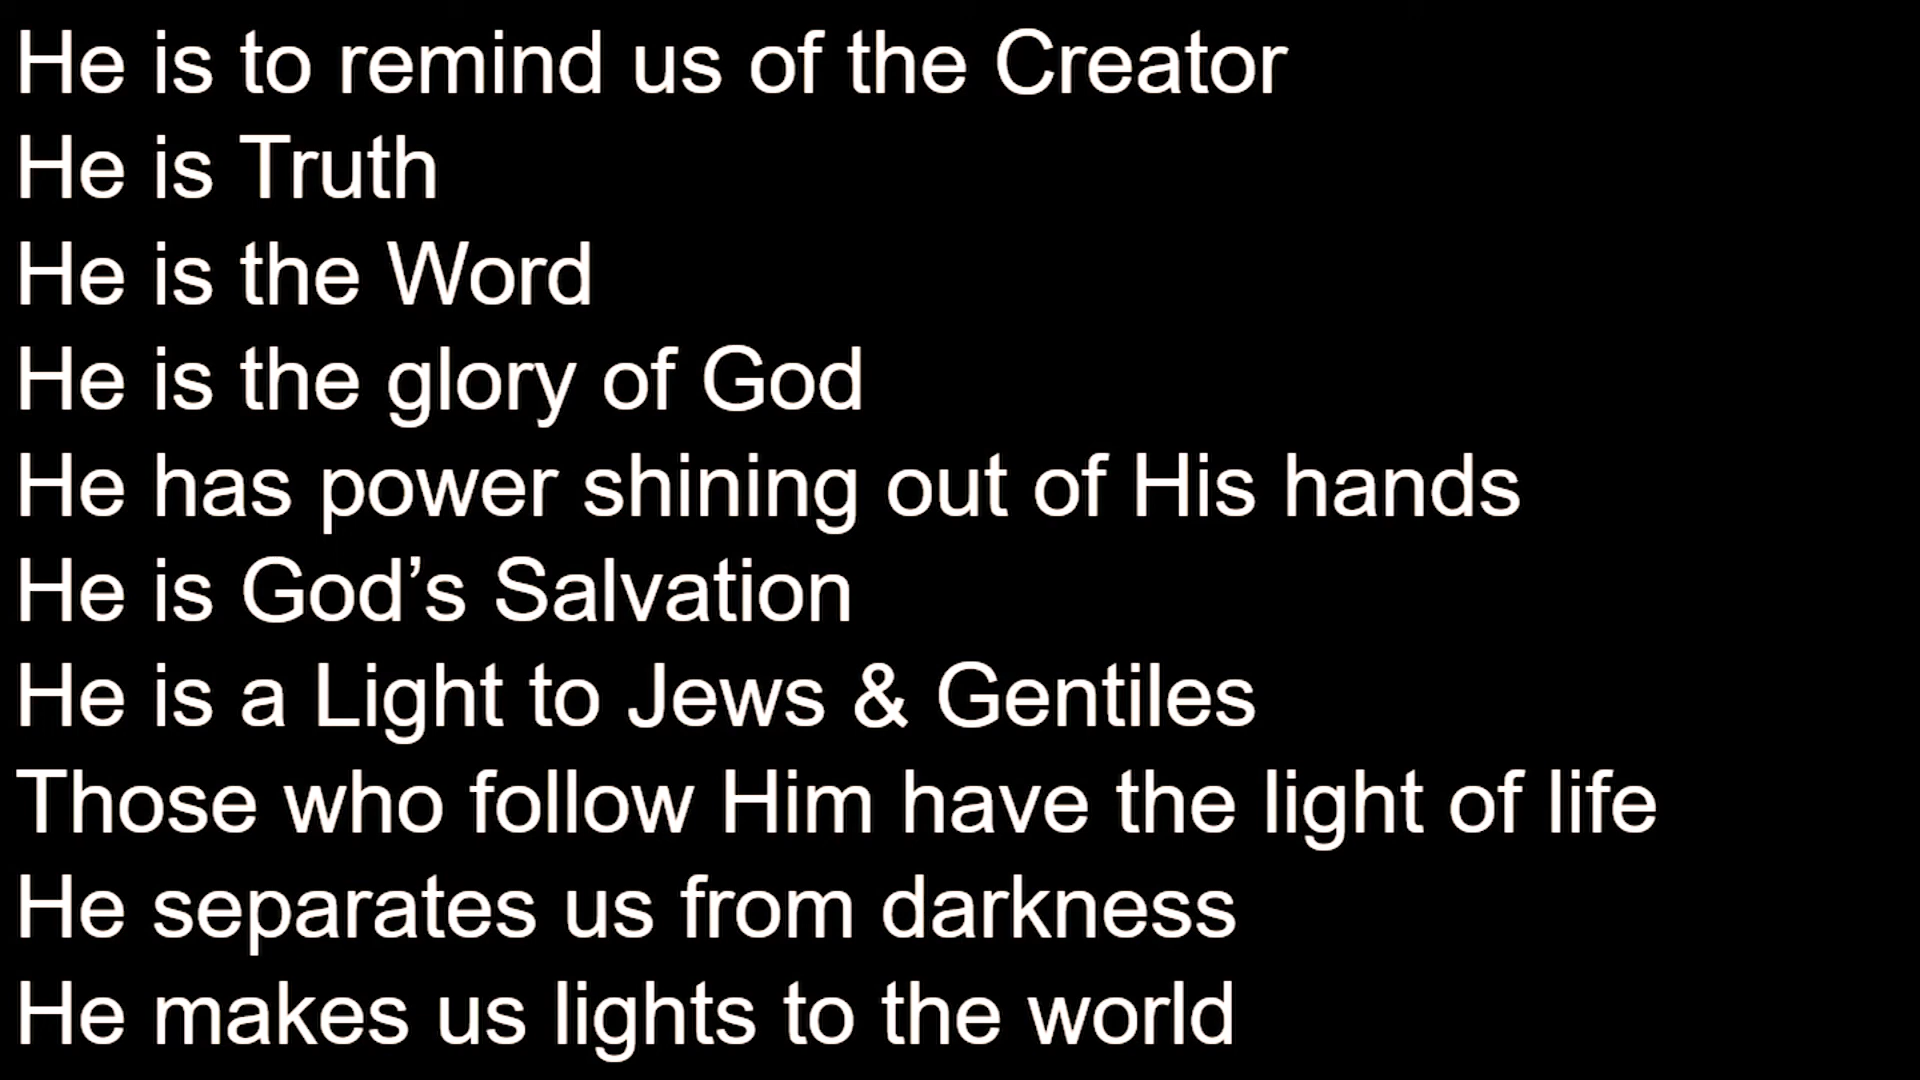 He is to remind us of the Creator
He is Truth
He is the Word
He is the glory of God
He has power shining out of His hands
He is God’s Salvation
He is a Light to Jews & Gentiles
Those who follow Him have the light of life
He separates us from darkness
He makes us lights to the world